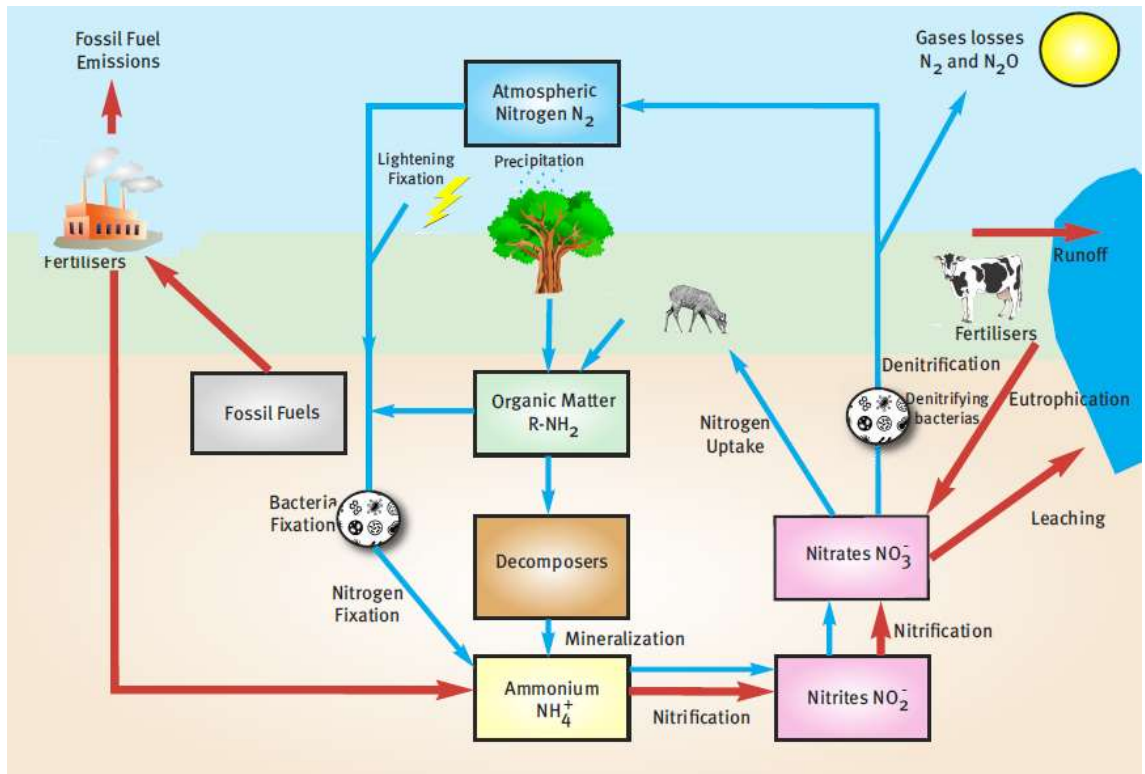 Fossil Fuel
Emissions
Gases losses
N2 and N2O
Atmospheric
Nitrogen N2
Lightening
Fixation
Precipitation
Fertilisers
Runoff
Fertilisers
Fossil Fuels
Organic Matter
R-NH2
Denitrification
Denitrifying
bacterias
Eutrophication
Nitrogen
Uptake
Bacteria
Fixation
Leaching
Decomposers
Nitrates NO3-
Nitrogen
Fixation
Mineralization
Nitrification
Ammonium
NH4+
Nitrification
Nitrites NO2-